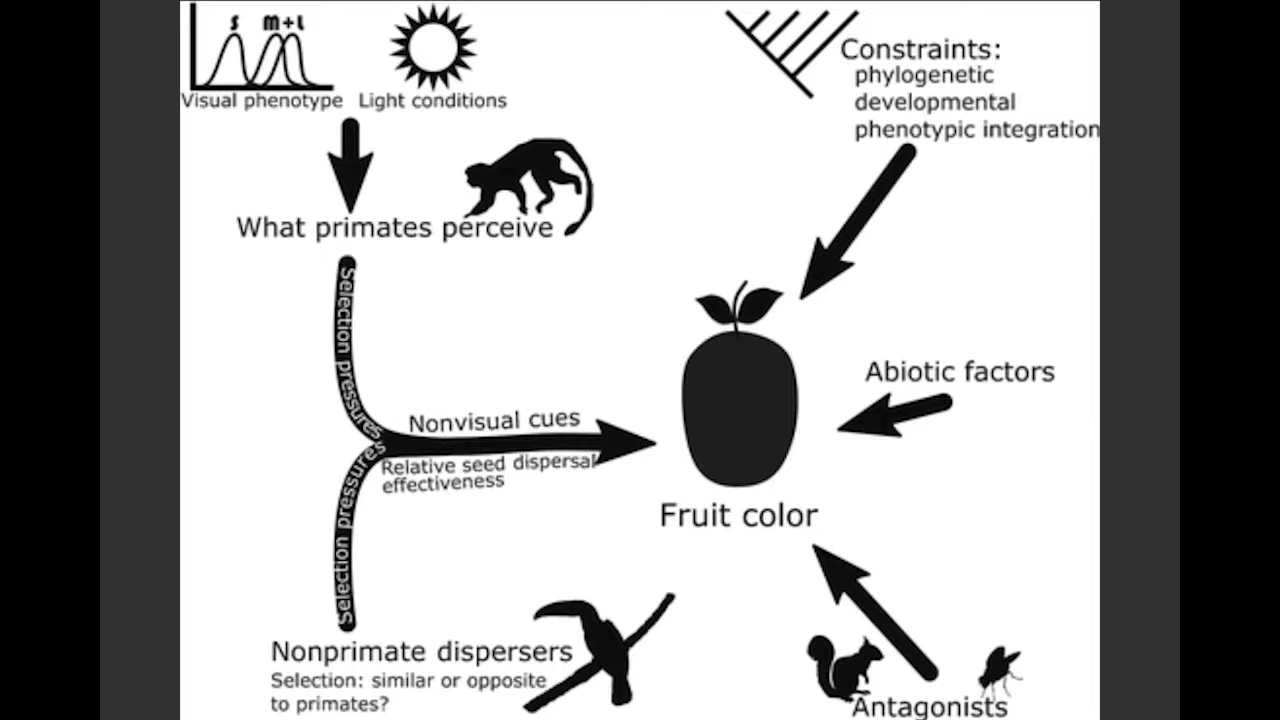 S M+L
Visual phenotype
Light conditions
Constraints:
phylogenetic
developmental
phenotypic integration
What primates perceive
Selection pressures
Nonvisual cues
Relative seed dispersal
effectiveness
Selection pressures
Abiotic factors
Fruit color
Nonprimate dispersers
Selection: similar or opposite
to primates?
Antagonists